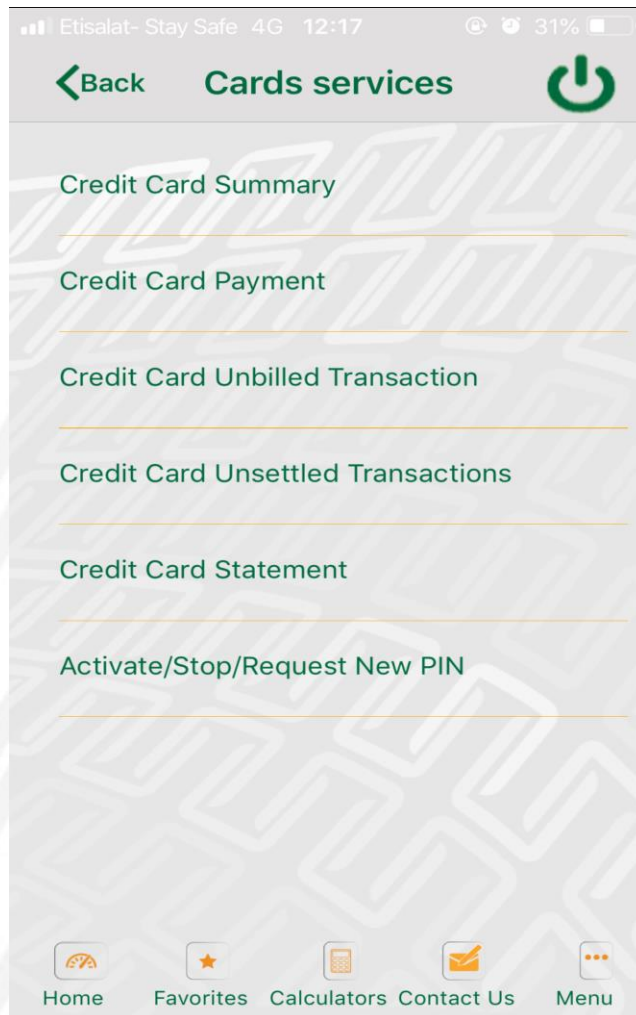 Etisalat- Stay Safe 4G 12:17 31%
Back Cards services
Credit Card Summary
Credit Card Payment
Credit Card Unbilled Transaction
Credit Card Unsettled Transactions
Credit Card Statement
Activate/Stop/Request New PIN
Home Favorites Calculators Contact Us Menu